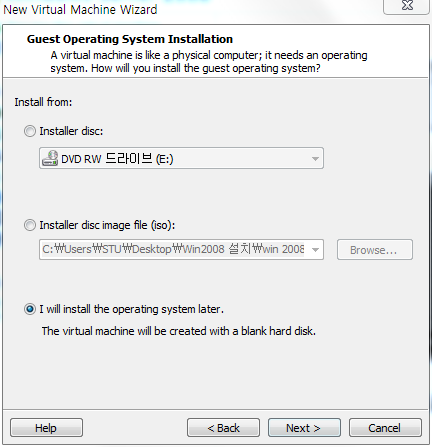 New Virtual Machine Wizard
Guest Operating System Installation
A virtual machine is like a physical computer; it needs an operating
system. How will you install the guest operating system?
Install from:
Installer disc:
DVD RW 드라이브 (E:)
Installer disc image file (iso):
C:₩Users₩STU₩Desktop₩Win2008 설치₩win 2008
Browse...
I will install the operating system later.
The virtual machine will be created with a blank hard disk.
Help
< Back
Next >
Cancel